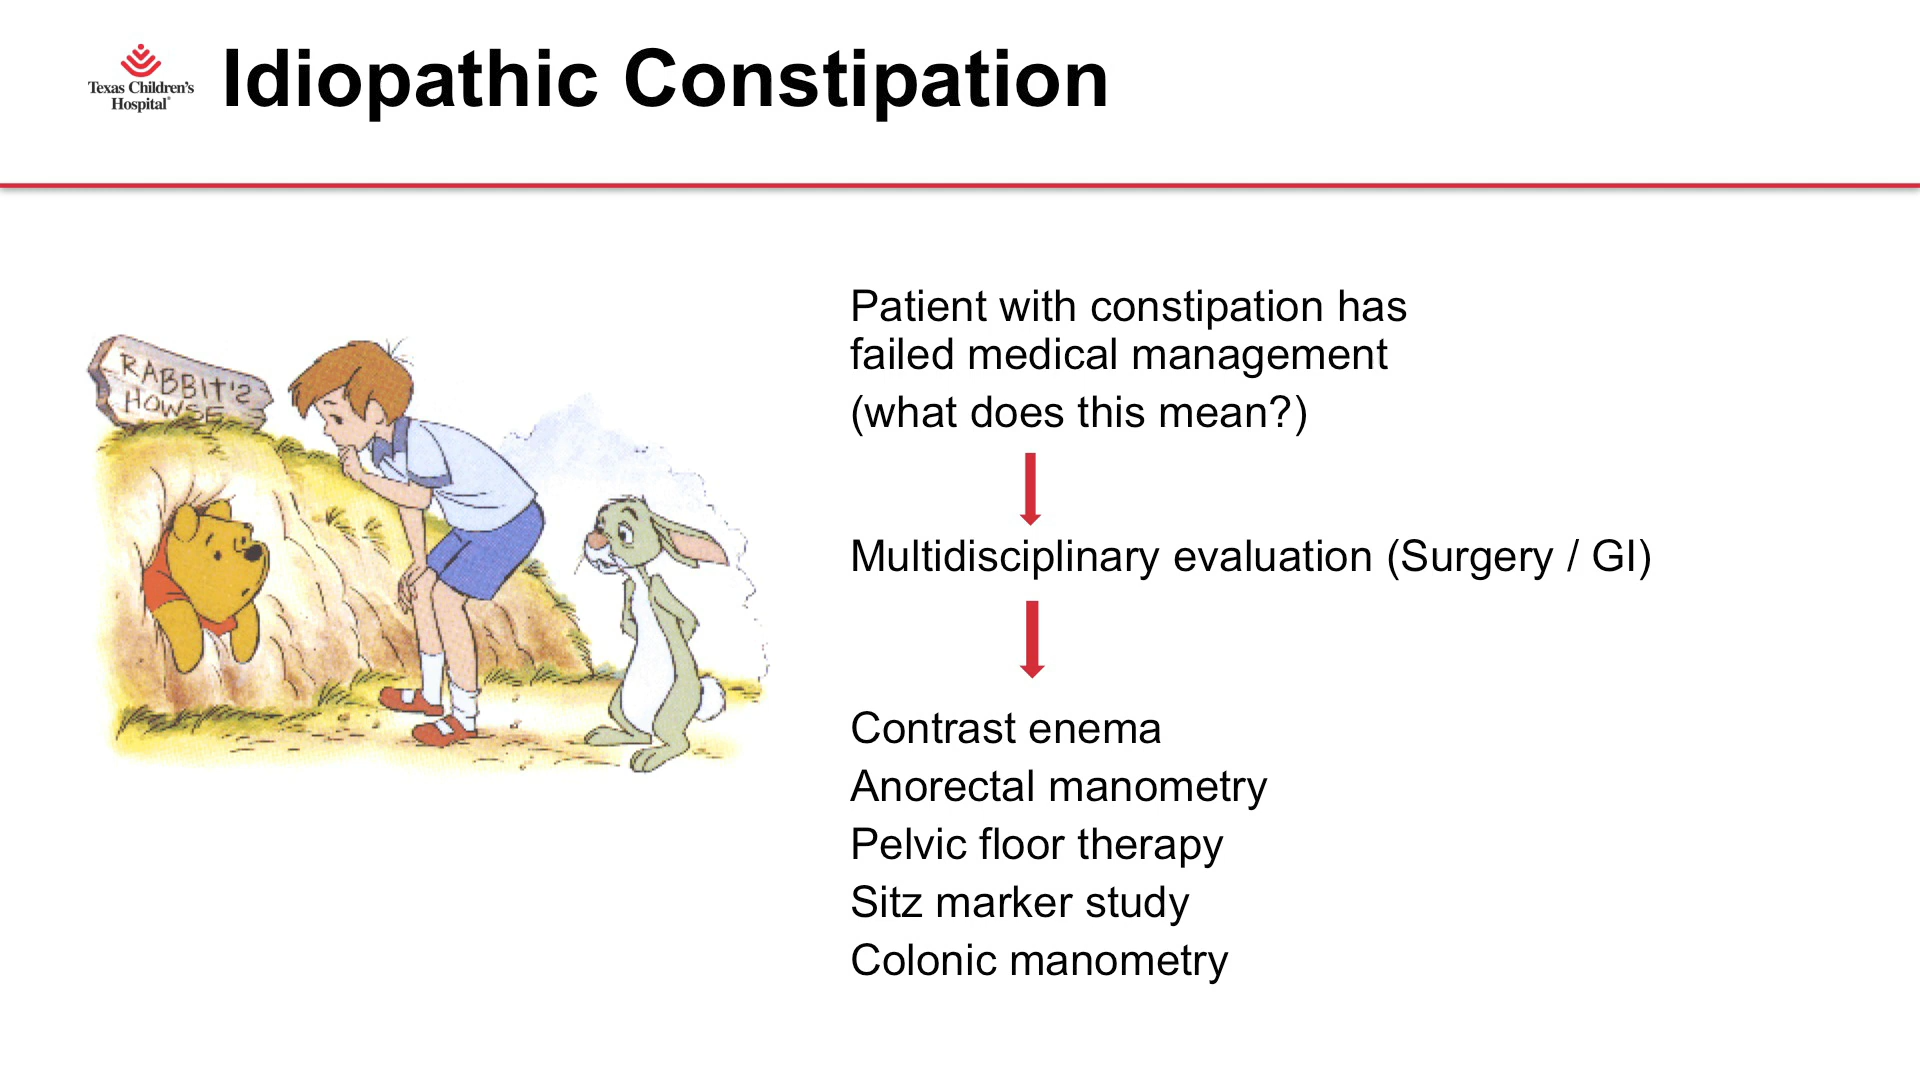 Texas Children's
Hospital®
Idiopathic Constipation
RABBIT'S
HOWSE
Patient with constipation has
failed medical management
(what does this mean?)
Multidisciplinary evaluation (Surgery / GI)
Contrast enema
Anorectal manometry
Pelvic floor therapy
Sitz marker study
Colonic manometry